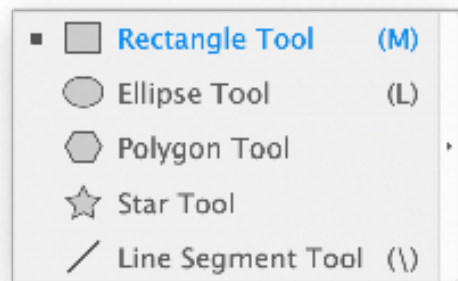 Rectangle Tool (M)
Ellipse Tool (L)
Polygon Tool
Star Tool
Line Segment Tool (\)